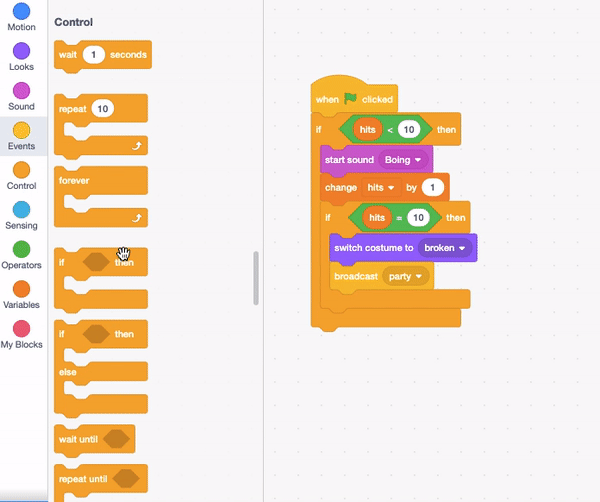 Motion
Looks
Sound
Events
Control
Sensing
Operators
Variables
My Blocks
Control
wait 1 seconds
repeat 10
forever
if then
if then
else
wait until
repeat until
when clicked
if hits < 10 then
start sound Boing
change hits by 1
if hits = 10 then
switch costume to broken
broadcast party